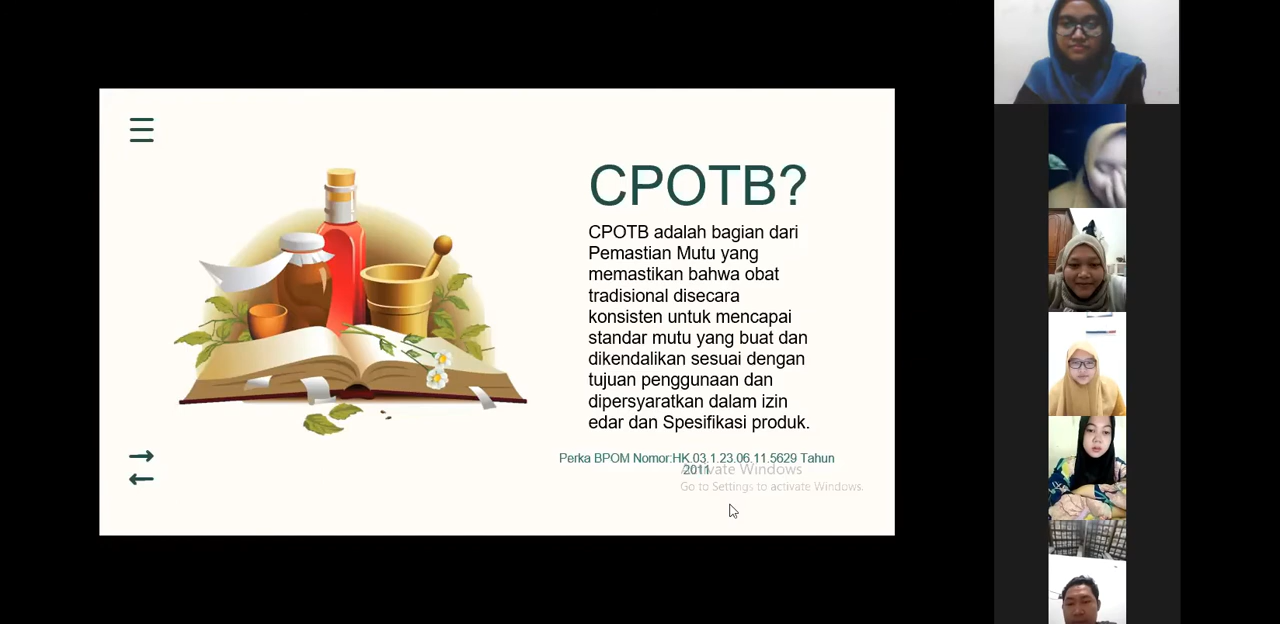 CPOTB?
CPOTB adalah bagian dari
Pemastian Mutu yang
memastikan bahwa obat
tradisional disecara
konsisten untuk mencapai
standar mutu yang buat dan
dikendalikan sesuai dengan
tujuan penggunaan dan
dipersyaratkan dalam izin
edar dan Spesifikasi produk.
Perka BPOM Nomor:HK.03.1.23.06.11.5629 Tahun
2011
Activate Windows
Go to Settings to activate Windows.